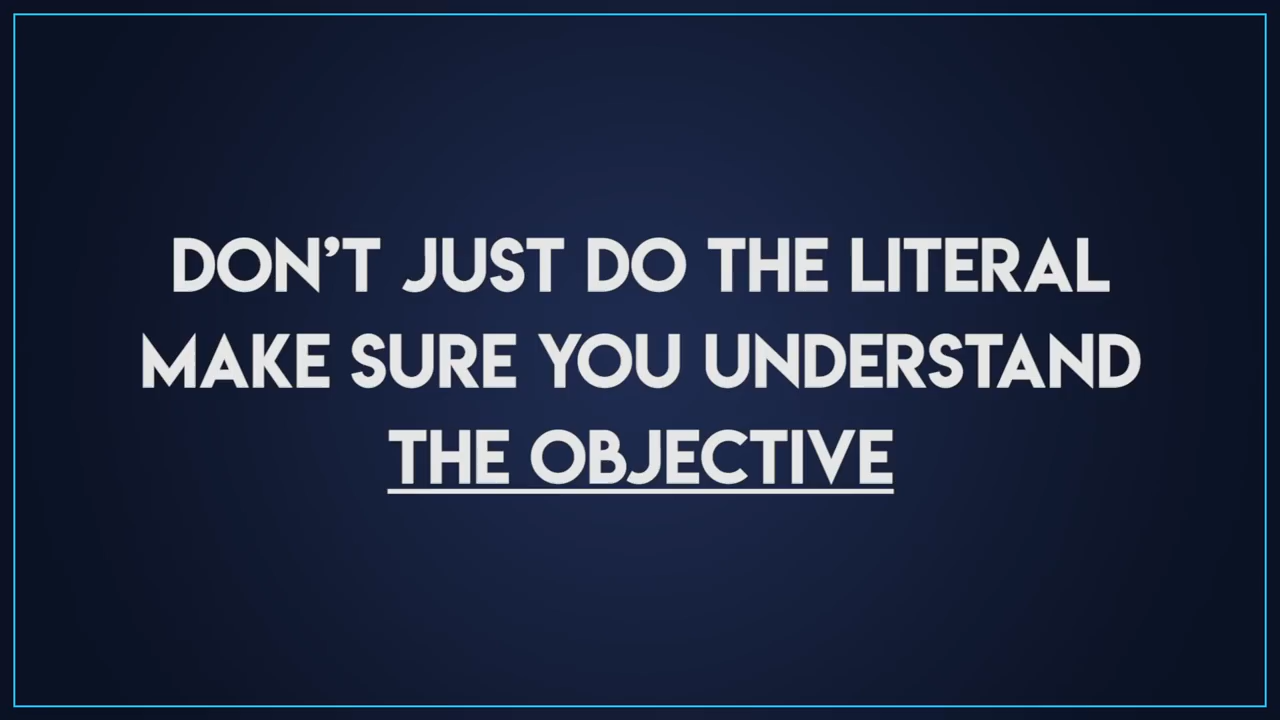 DON’T JUST DO THE LITERAL
MAKE SURE YOU UNDERSTAND
THE OBJECTIVE